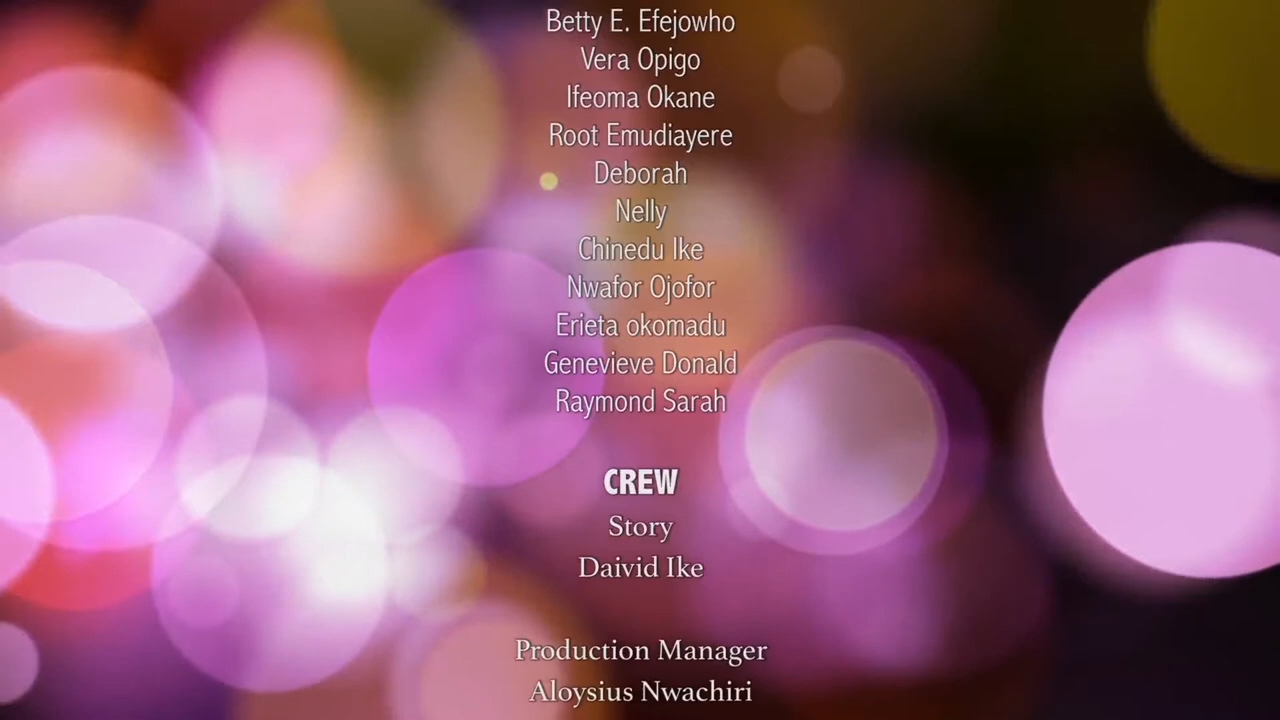 Betty E. Efejowho
Vera Opigo
Ifeoma Okane
Root Emudiayere
Deborah
Nelly
Chinedu Ike
Nwafor Ojofor
Erieta okomadu
Genevieve Donald
Raymond Sarah
CREW
Story
Daivid Ike
Production Manager
Aloysius Nwachiri